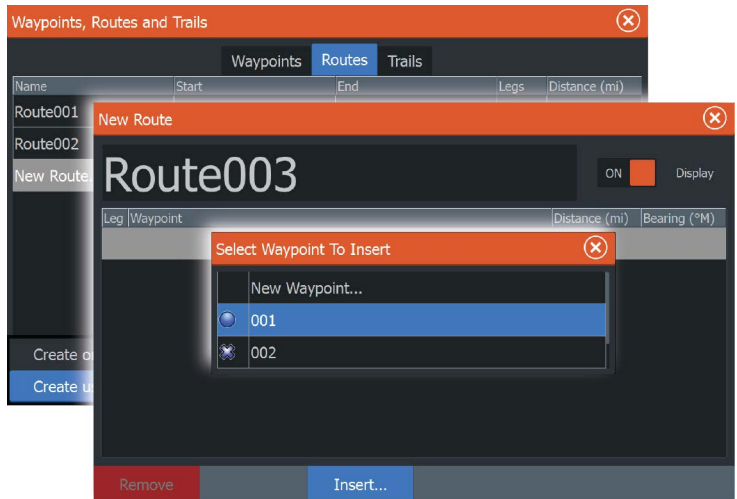 Waypoints, Routes and Trails
Waypoints Routes Trails
Name Start End Legs Distance (mi)
Route001
Route002
New Route.
New Route
Route003
ON Display
Leg Waypoint Distance (mi) Bearing (°M)
Select Waypoint To Insert
New Waypoint...
001
002
Create
Create
Remove Insert...